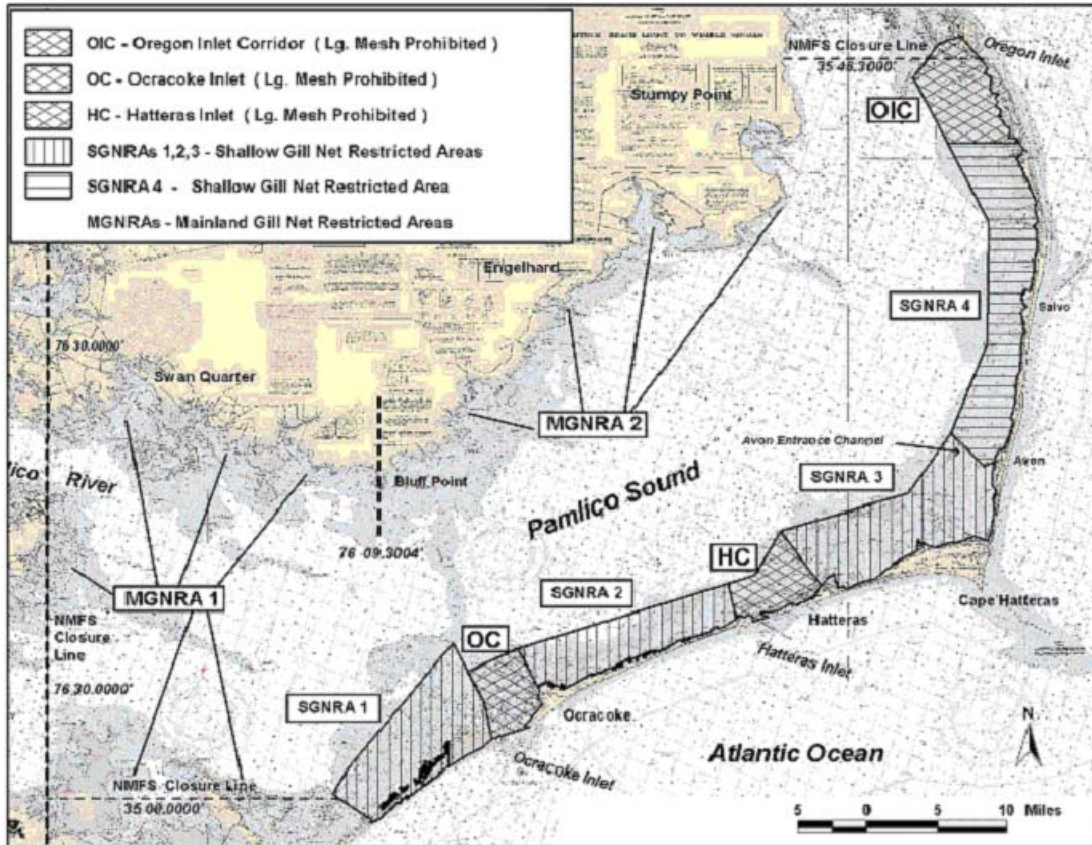 OIC - Oregon Inlet Corridor ( Lg. Mesh Prohibited )
OC - Ocracoke Inlet ( Lg. Mesh Prohibited )
HC - Hatteras Inlet ( Lg. Mesh Prohibited )
SGNRAs 1,2,3 - Shallow Gill Net Restricted Areas
SGNRA 4 - Shallow Gill Net Restricted Area
MGNRAs - Mainland Gill Net Restricted Areas
NMFS Closure Line
35 46.3000'
Oregon Inlet
Stumpy Point
OIC
Engelhard
SGNRA 4
Salvo
76 30.0000'
Swan Quarter
MGNRA 2
Avon Entrance Channel
Avon
SGNRA 3
lico River
Bluff Point
Pamlico Sound
76 09.3004'
HC
MGNRA 1
SGNRA 2
Cape Hatteras
NMFS
Closure
Line
Hatteras
Hatteras Inlet
OC
76 30.0000'
SGNRA 1
Ocracoke
N
Ocracoke Inlet
Atlantic Ocean
NMFS Closure Line
35 00.0000'
5 0 5 10 Miles